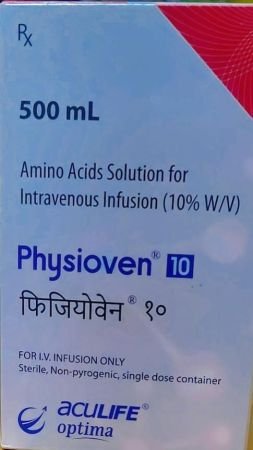 Rx
500 mL
Amino Acids Solution for
Intravenous Infusion (10% W/V)
Physioven® 10
फिजियोवेन® १०
FOR I.V. INFUSION ONLY
Sterile, Non-pyrogenic, single dose container
ACULIFE®
optima